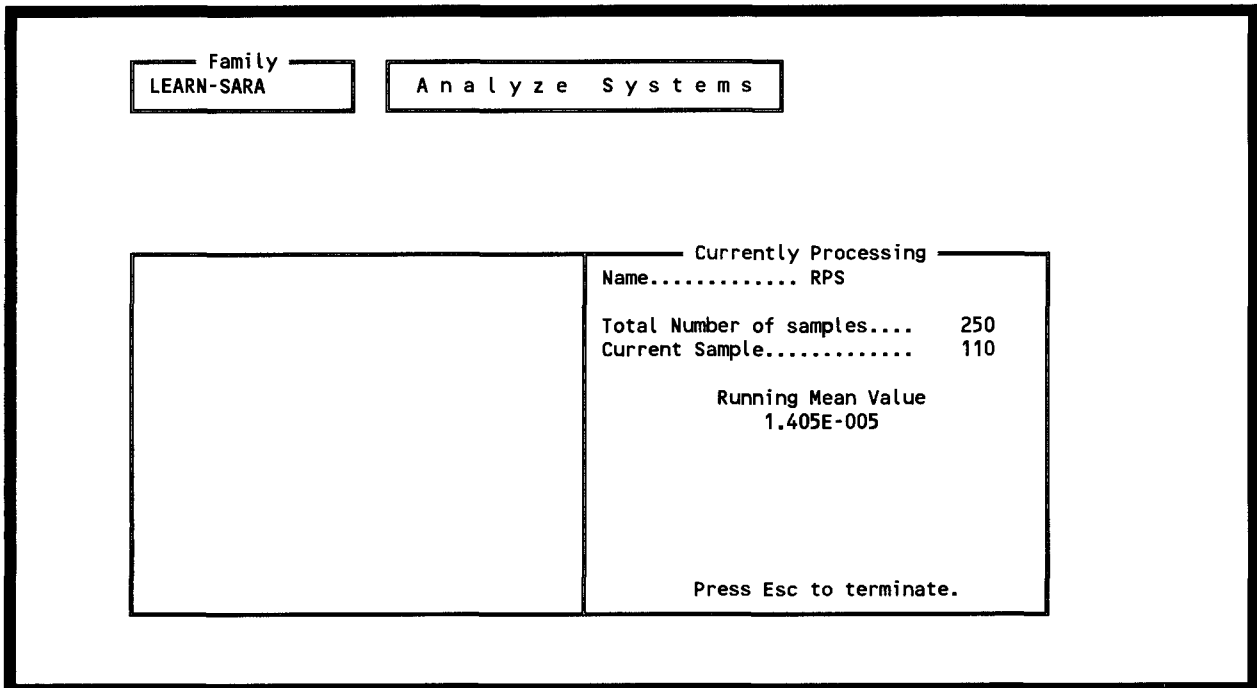 Family
LEARN-SARA
Analyze Systems
Currently Processing
Name............. RPS
Total Number of samples.... 250
Current Sample............. 110
Running Mean Value
1.405E-005
Press Esc to terminate.